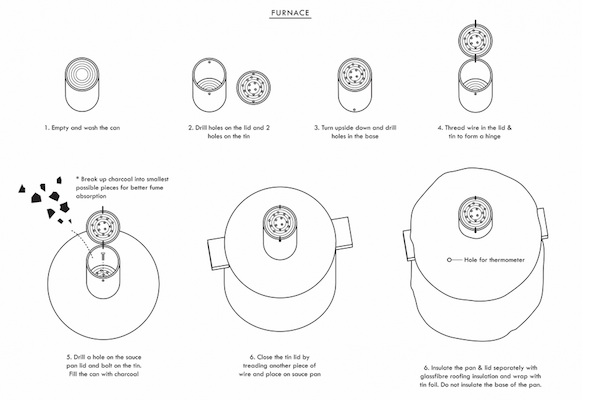 FURNACE
1. Empty and wash the can
2. Drill holes on the lid and 2
holes on the tin
3. Turn upside down and drill
holes in the base
4. Thread wire in the lid &
tin to form a hinge
* Break up charcoal into smallest
possible pieces for better fume
absorption
Hole for thermometer
5. Drill a hole on the sauce
pan lid and bolt on the tin.
Fill the can with charcoal
6. Close the tin lid by
treading another piece of
wire and place on sauce pan
6. Insulate the pan & lid separately with
glassfibre roofing insulation and wrap with
tin foil. Do not insulate the base of the pan.